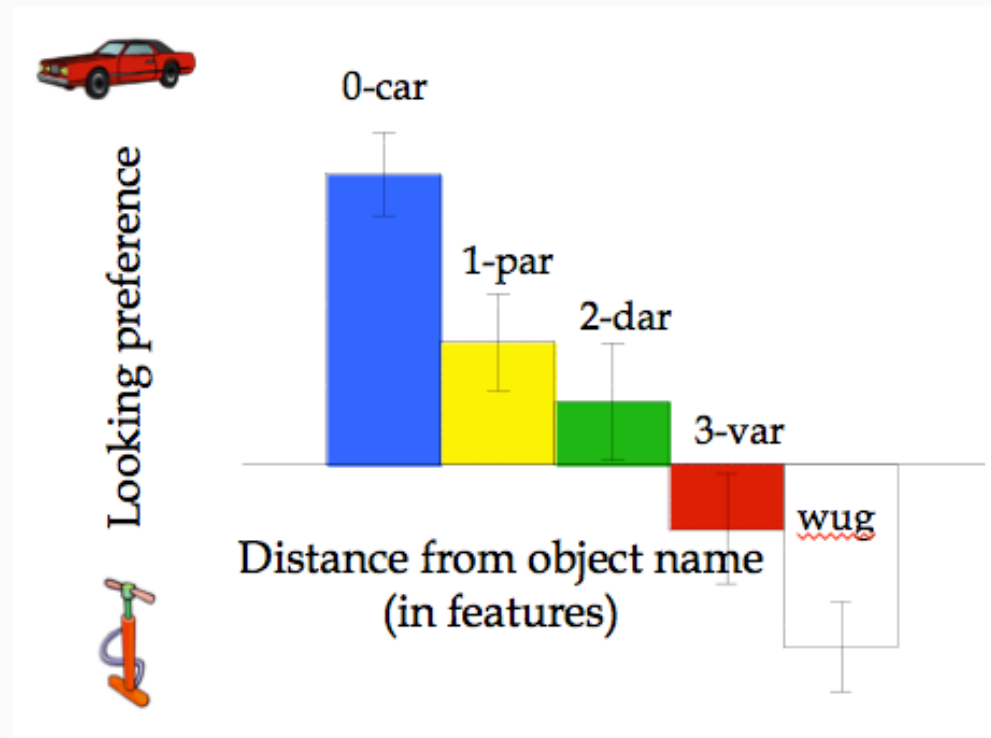 0-car
Looking preference
1-par
2-dar
3-var
wug
Distance from object name
(in features)